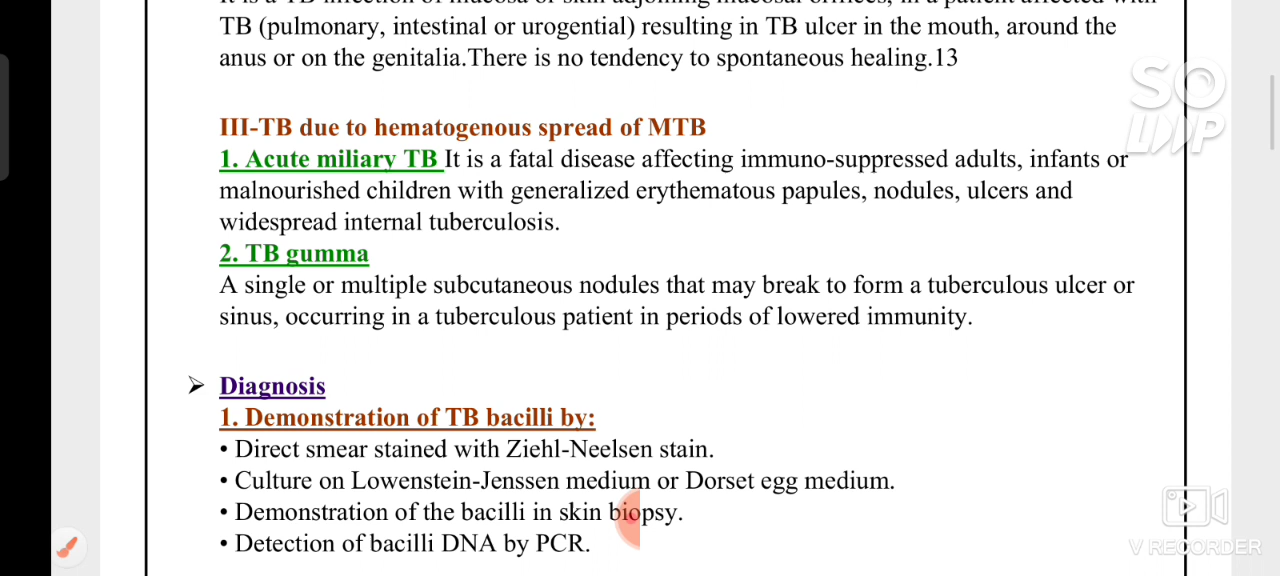 TB (pulmonary, intestinal or urogential) resulting in TB ulcer in the mouth, around the
anus or on the genitalia.There is no tendency to spontaneous healing.13
III-TB due to hematogenous spread of MTB
1. Acute miliary TB It is a fatal disease affecting immuno-suppressed adults, infants or
malnourished children with generalized erythematous papules, nodules, ulcers and
widespread internal tuberculosis.
2. TB gumma
A single or multiple subcutaneous nodules that may break to form a tuberculous ulcer or
sinus, occurring in a tuberculous patient in periods of lowered immunity.
➢ Diagnosis
1. Demonstration of TB bacilli by:
• Direct smear stained with Ziehl-Neelsen stain.
• Culture on Lowenstein-Jenssen medium or Dorset egg medium.
• Demonstration of the bacilli in skin biopsy.
• Detection of bacilli DNA by PCR.
V RECORDER